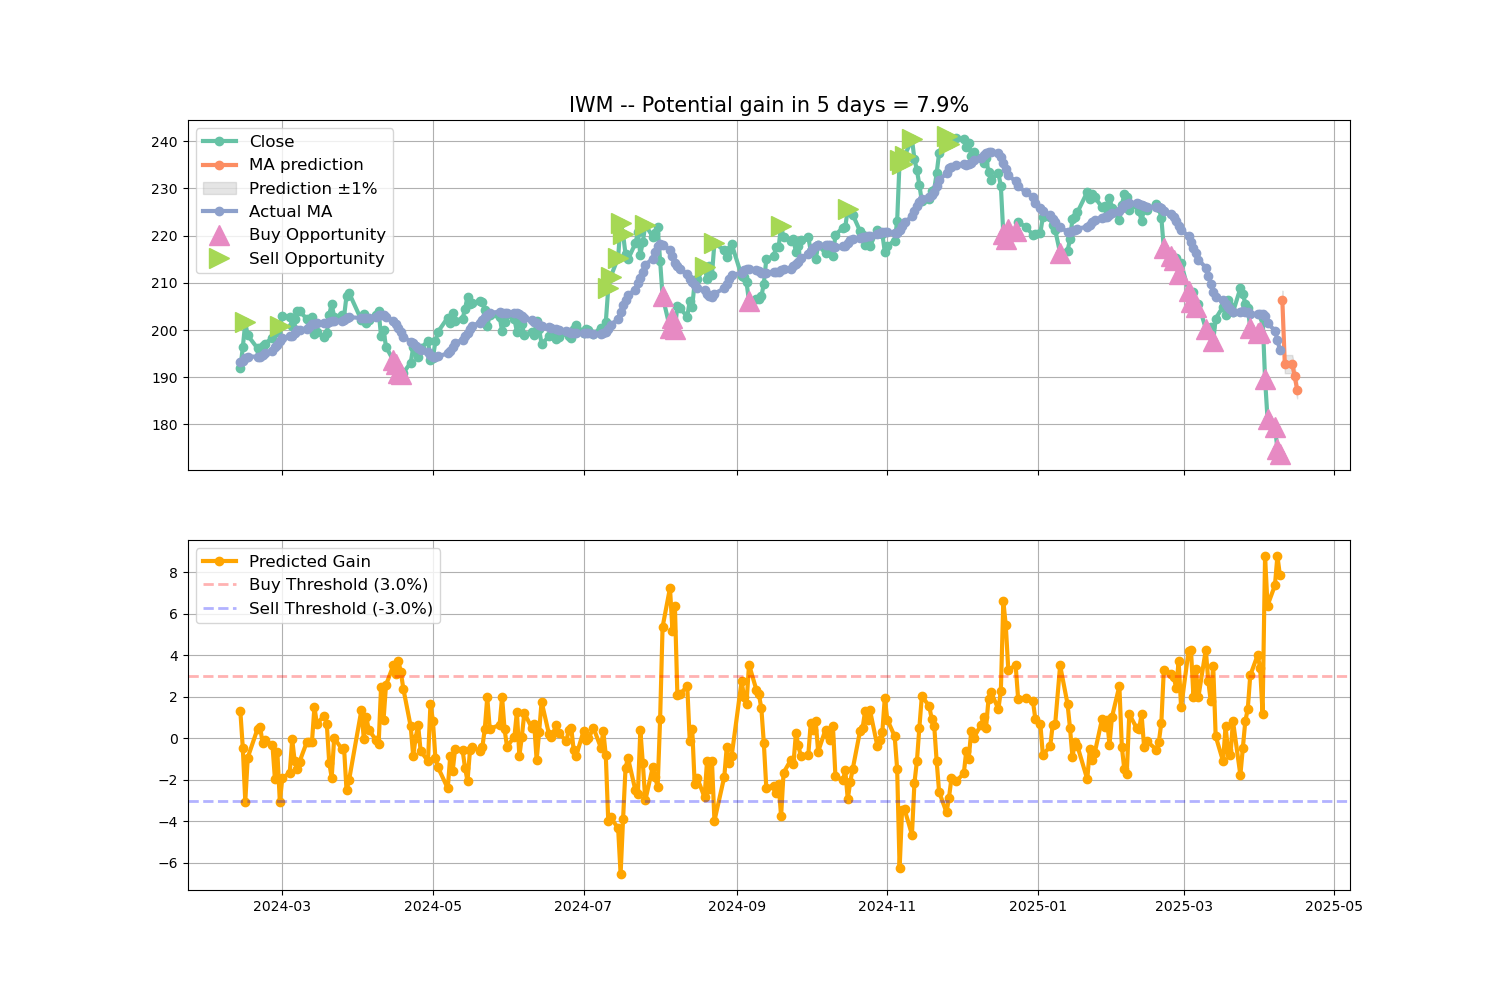 IWM -- Potential gain in 5 days = 7.9%
240
230
220
210
200
190
180
Close
MA prediction
Prediction ±1%
Actual MA
Buy Opportunity
Sell Opportunity
8
6
4
2
0
−2
−4
−6
Predicted Gain
Buy Threshold (3.0%)
Sell Threshold (-3.0%)
2024-03
2024-05
2024-07
2024-09
2024-11
2025-01
2025-03
2025-05